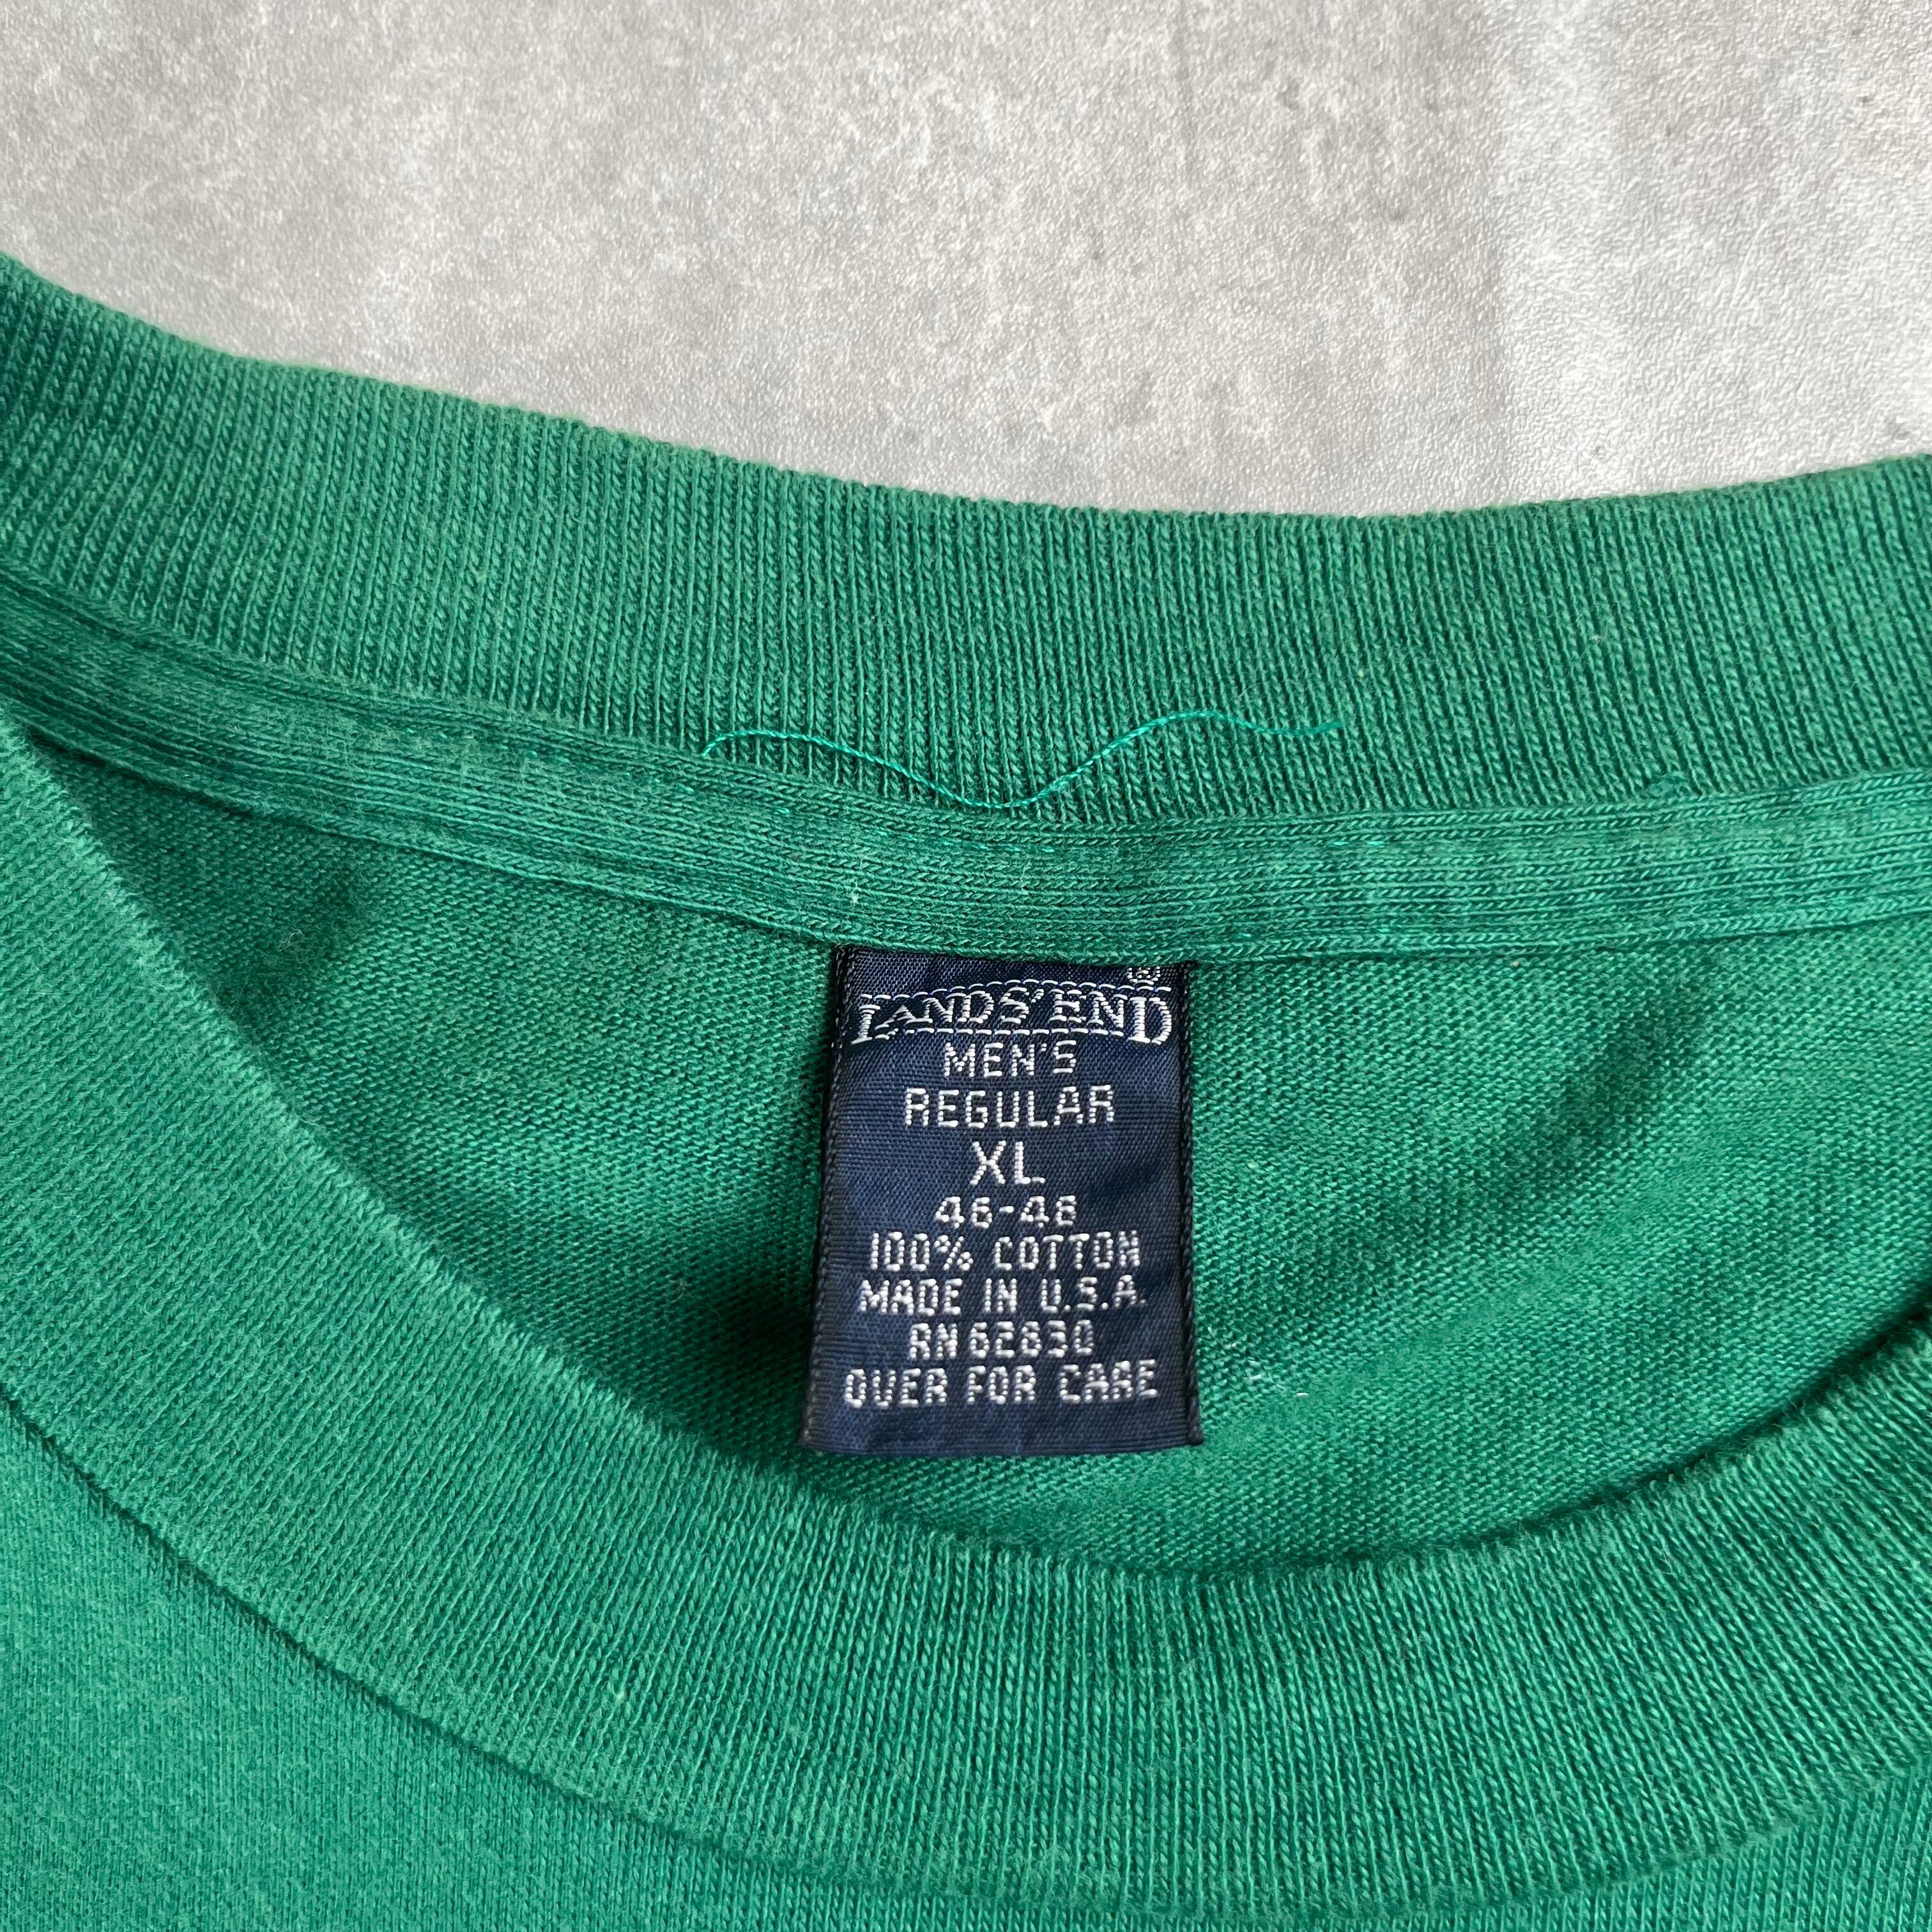 ®
LANDS' END
MEN'S
REGULAR
XL
46-48
100% COTTON
MADE IN U.S.A.
RN 62830
OVER FOR CARE